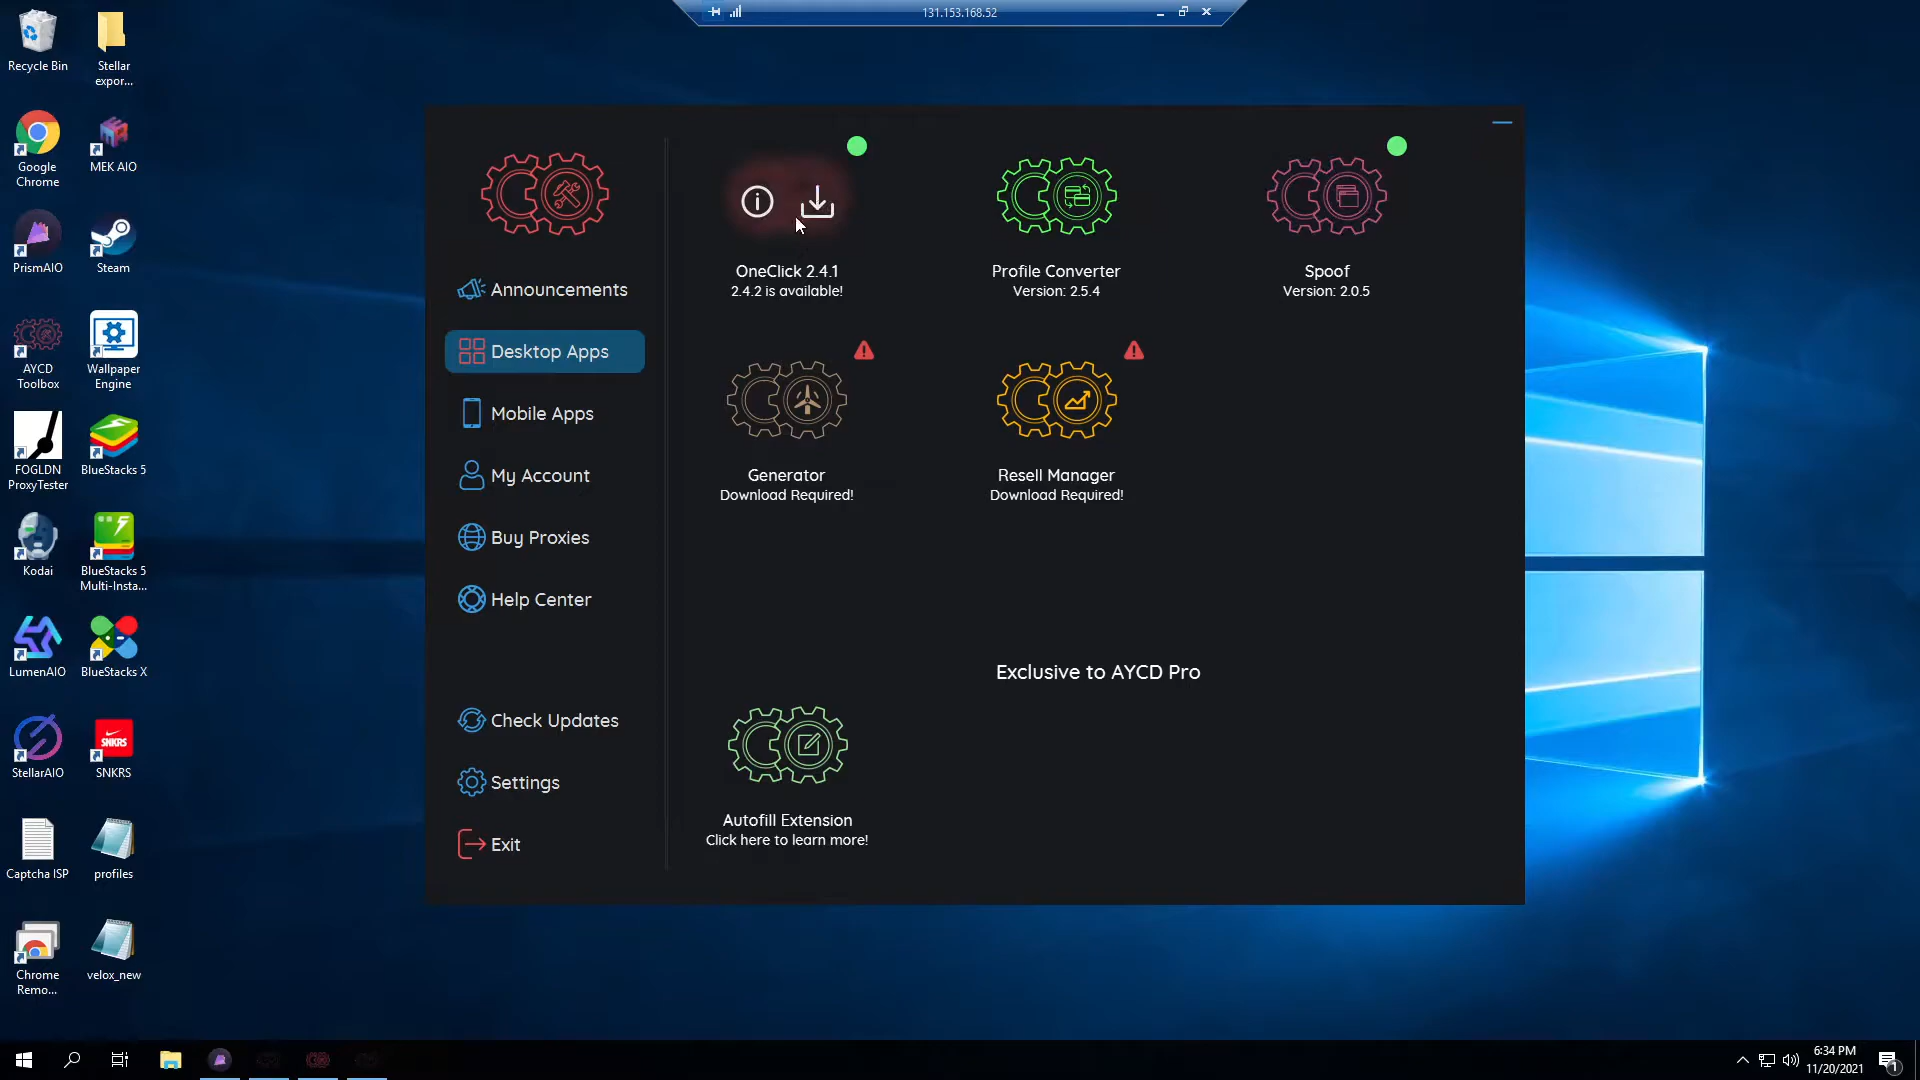 131.153.168.52
Recycle Bin
Stellar
expor...
Google
Chrome
MEK AIO
PrismAIO
Steam
AYCD
Toolbox
Wallpaper
Engine
FOGLDN
ProxyTester
BlueStacks 5
Kodai
BlueStacks 5
Multi-Insta...
LumenAIO
BlueStacks X
StellarAIO
SNKRS
SNKRS
Captcha ISP
profiles
Chrome
Remo...
velox_new
Announcements
Desktop Apps
Mobile Apps
My Account
Buy Proxies
Help Center
Check Updates
Settings
Exit
OneClick 2.4.1
2.4.2 is available!
Profile Converter
Version: 2.5.4
Spoof
Version: 2.0.5
Generator
Download Required!
Resell Manager
Download Required!
Exclusive to AYCD Pro
Autofill Extension
Click here to learn more!
6:34 PM
11/20/2021
1